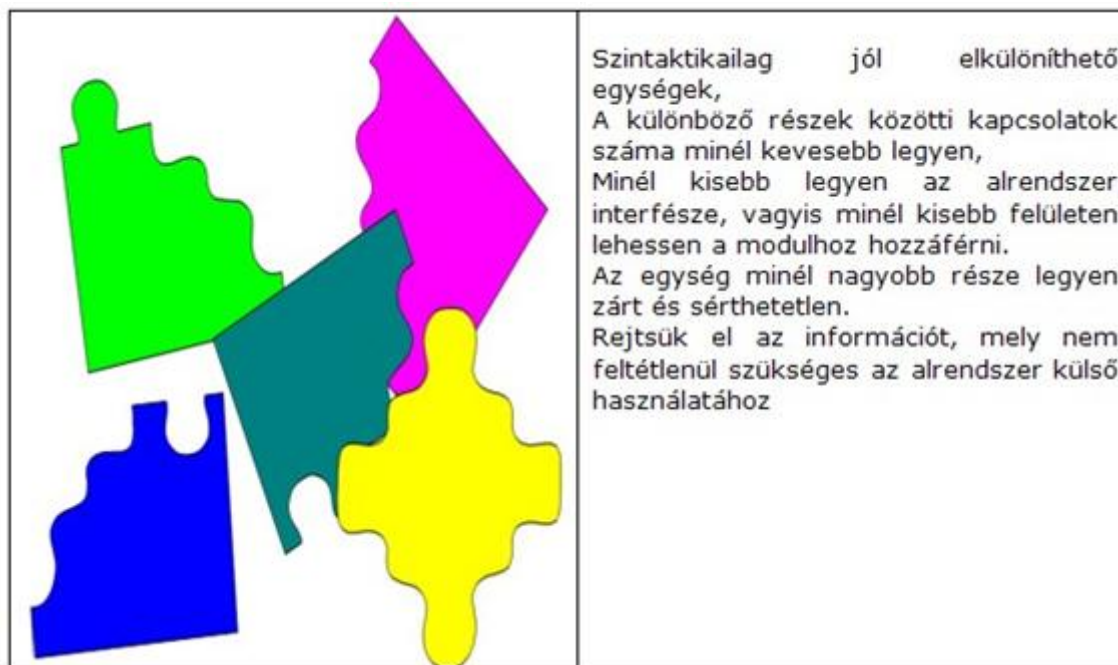 Szintaktikailag jól elkülöníthető
egységek,
A különböző részek közötti kapcsolatok
száma minél kevesebb legyen,
Minél kisebb legyen az alrendszer
interfésze, vagyis minél kisebb felületen
lehessen a modulhoz hozzáférni.
Az egység minél nagyobb része legyen
zárt és sérthetetlen.
Rejtsük el az információt, mely nem
feltétlenül szükséges az alrendszer külső
használatához